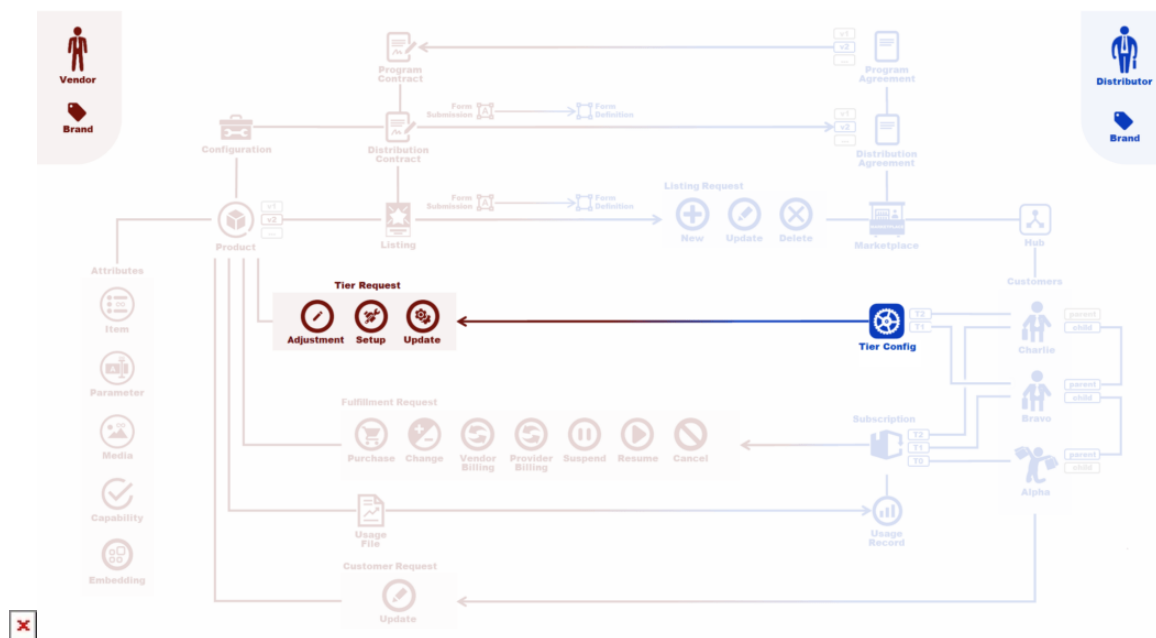 Vendor
Brand
Distributor
Brand
Program
Contract
v1
v2
...
Program
Agreement
Form
Submission
A
Form
Definition
Configuration
Distribution
Contract
v1
v2
...
Distribution
Agreement
Form
Submission
A
Form
Definition
Listing Request
v1
v2
...
Product
Listing
New
Update
Delete
Marketplace
Hub
Attributes
Customers
Item
Tier Request
Adjustment
Setup
Update
T2
T1
Tier Config
parent
child
Charlie
Parameter
Fulfillment Request
Subscription
parent
child
Bravo
Media
Purchase
Change
Vendor
Billing
Provider
Billing
Suspend
Resume
Cancel
T2
T1
T0
parent
child
Alpha
Capability
Usage
File
Usage
Record
Embedding
Customer Request
Update